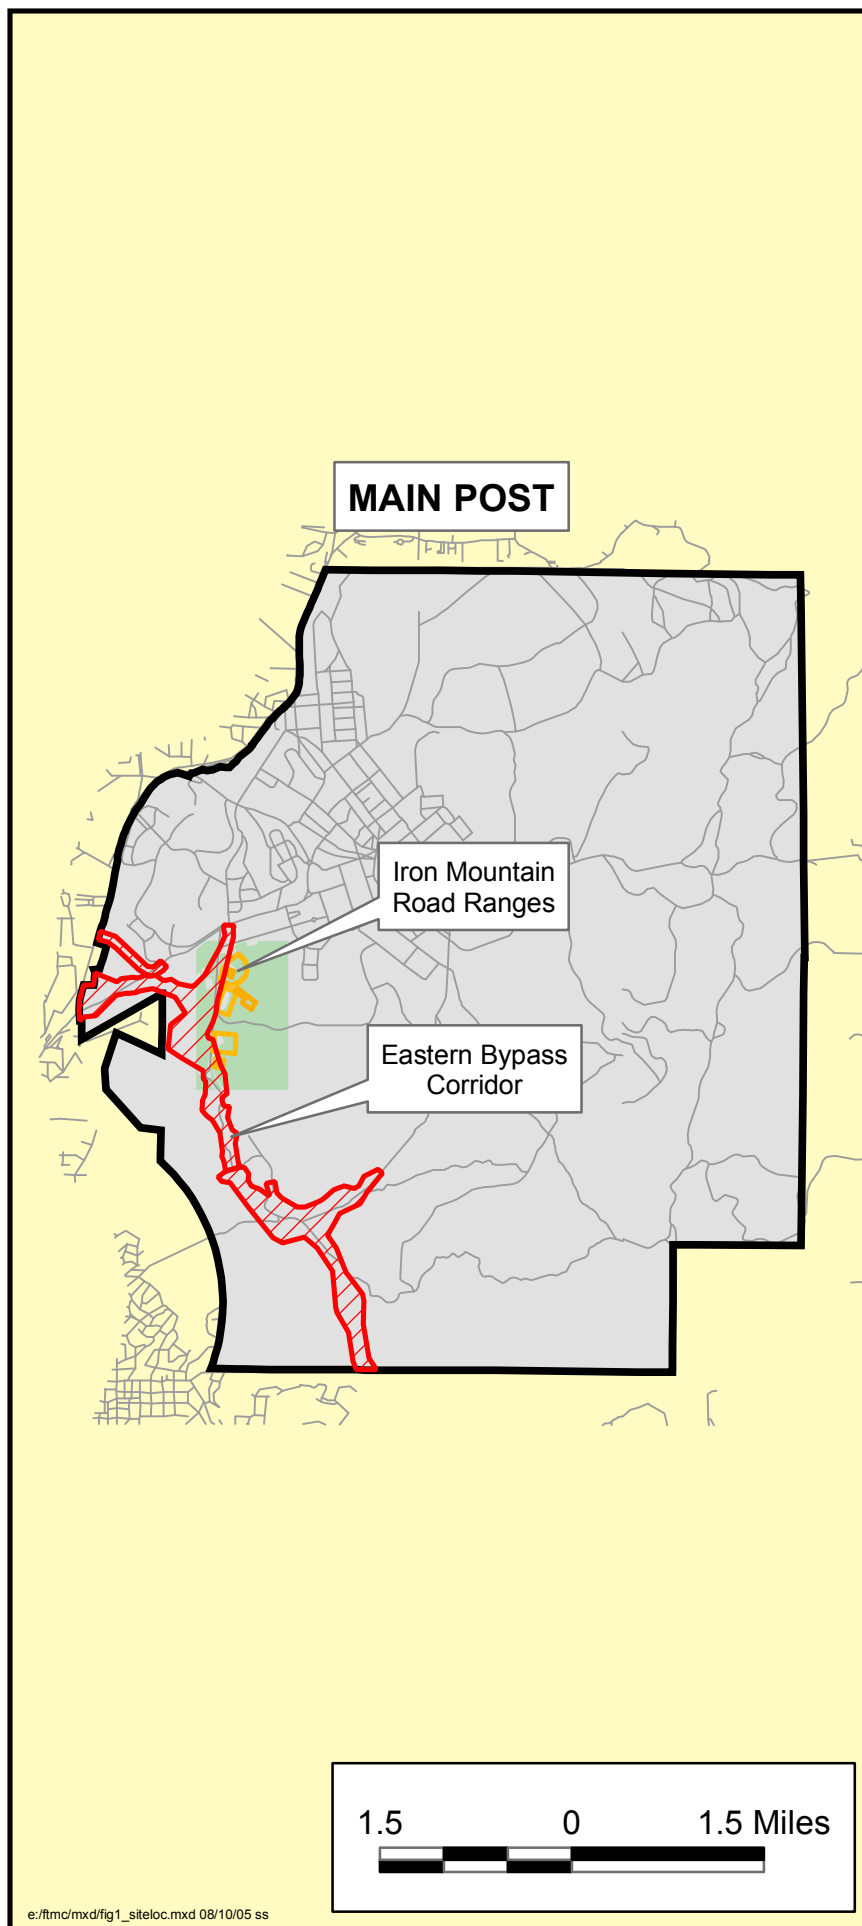 MAIN POST
Iron Mountain
Road Ranges
Eastern Bypass
Corridor
1.5 0 1.5 Miles
e:/ftmc/mxd/fig1_siteloc.mxd 08/10/05 ss